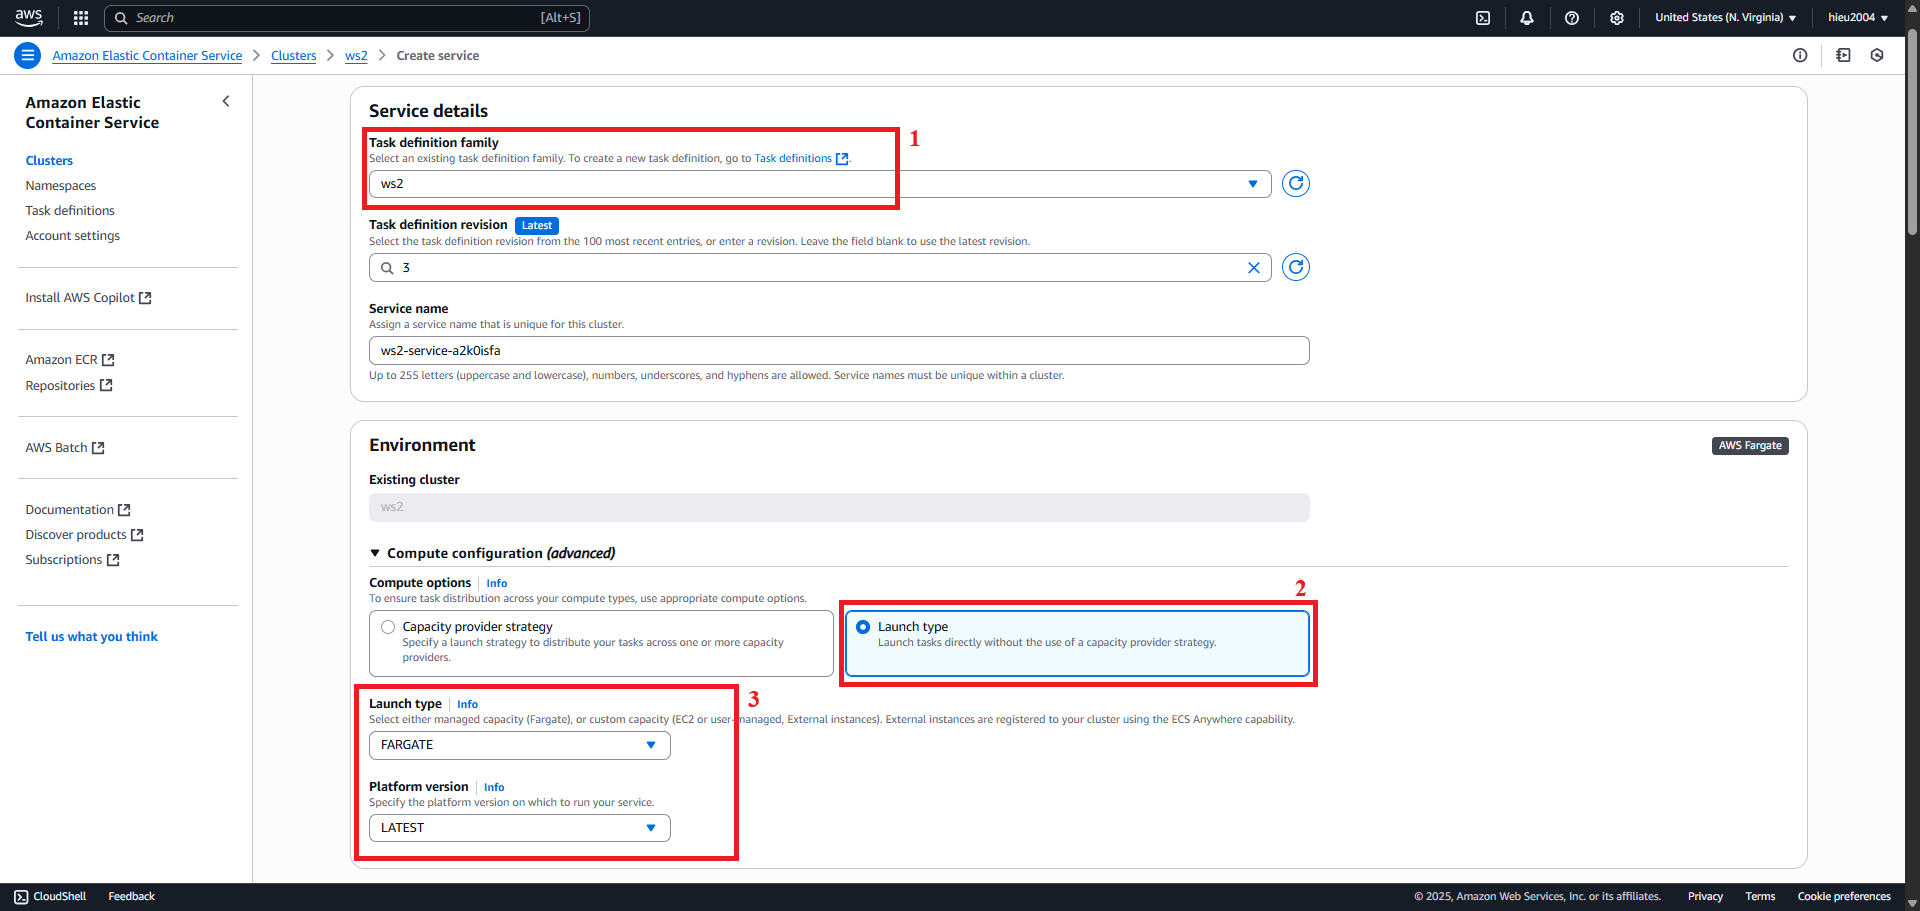 aws
Search
[Alt+S]
United States (N. Virginia)
hieu2004
Amazon Elastic Container Service
Clusters
ws2
Create service
Amazon Elastic
Container Service
Clusters
Namespaces
Task definitions
Account settings
Install AWS Copilot
Amazon ECR
Repositories
AWS Batch
Documentation
Discover products
Subscriptions
Tell us what you think
Service details
Task definition family
1
Select an existing task definition family. To create a new task definition, go to Task definitions.
ws2
Task definition revision Latest
Select the task definition revision from the 100 most recent entries, or enter a revision. Leave the field blank to use the latest revision.
3
Service name
Assign a service name that is unique for this cluster.
ws2-service-a2k0isfa
Up to 255 letters (uppercase and lowercase), numbers, underscores, and hyphens are allowed. Service names must be unique within a cluster.
Environment
AWS Fargate
Existing cluster
ws2
Compute configuration (advanced)
Compute options
Info
To ensure task distribution across your compute types, use appropriate compute options.
2
Capacity provider strategy
Specify a launch strategy to distribute your tasks across one or more capacity
providers.
Launch type
Launch tasks directly without the use of a capacity provider strategy.
3
Launch type
Info
Select either managed capacity (Fargate), or custom capacity (EC2 or user-managed, External instances). External instances are registered to your cluster using the ECS Anywhere capability.
FARGATE
Platform version
Info
Specify the platform version on which to run your service.
LATEST
CloudShell
Feedback
© 2025, Amazon Web Services, Inc. or its affiliates.
Privacy
Terms
Cookie preferences